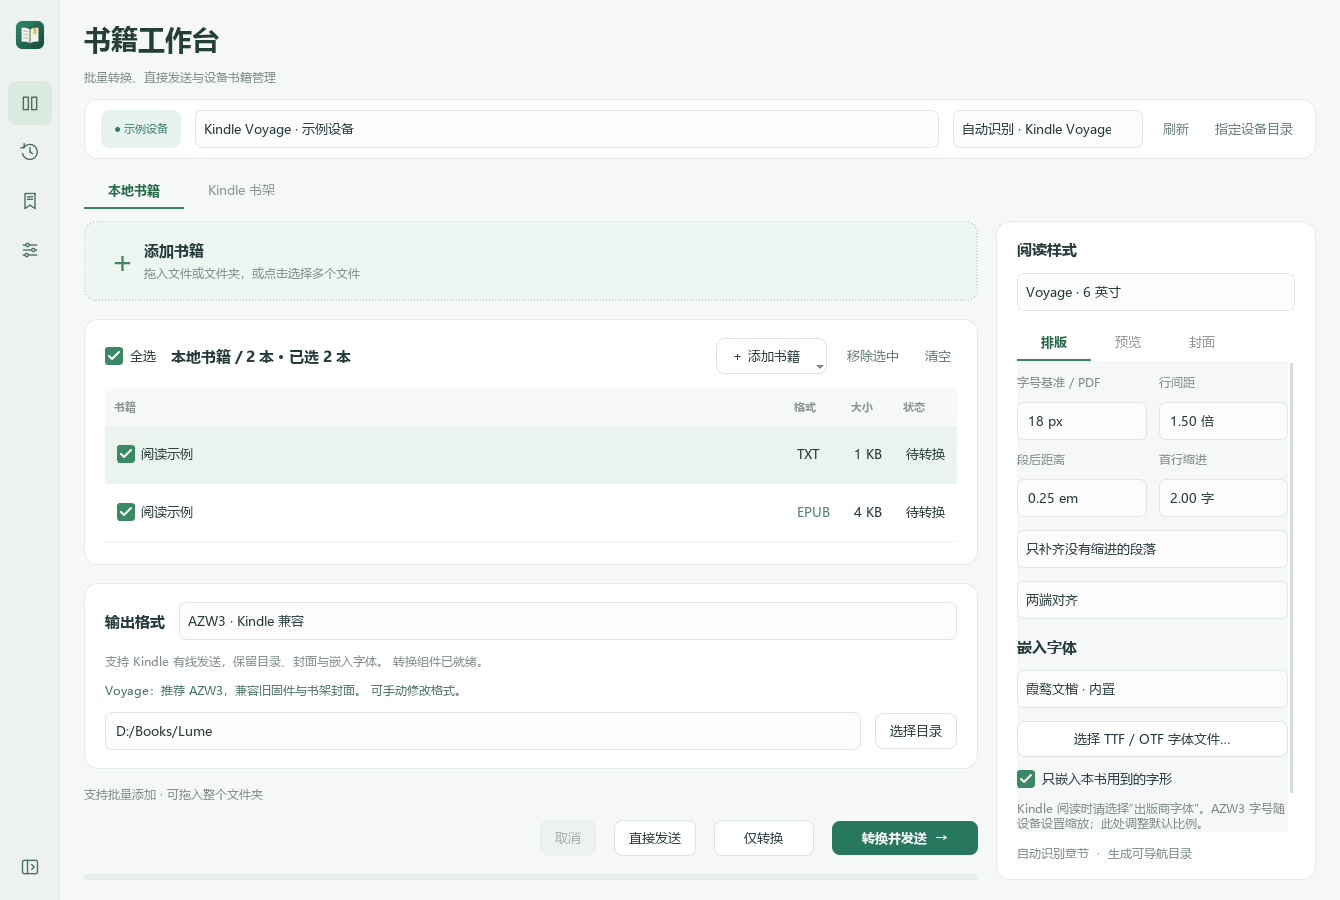 书籍工作台
批量转换、直接发送与设备书籍管理
● 示例设备
Kindle Voyage · 示例设备
自动识别 · Kindle Voyage
刷新
指定设备目录
本地书籍
Kindle 书架
添加书籍
拖入文件或文件夹，或点击选择多个文件
全选
本地书籍 / 2 本 · 已选 2 本
+ 添加书籍
移除选中
清空
书籍 格式 大小 状态
阅读示例 TXT 1 KB 待转换
阅读示例 EPUB 4 KB 待转换
输出格式
AZW3 · Kindle 兼容
支持 Kindle 有线发送，保留目录、封面与嵌入字体。 转换组件已就绪。
Voyage：推荐 AZW3，兼容旧固件与书架封面。 可手动修改格式。
D:/Books/Lume
选择目录
支持批量添加 · 可拖入整个文件夹
取消
直接发送
仅转换
转换并发送 →
阅读样式
Voyage · 6 英寸
排版
预览
封面
字号基准 / PDF
行间距
18 px
1.50 倍
段后距离
首行缩进
0.25 em
2.00 字
只补齐没有缩进的段落
两端对齐
嵌入字体
霞鹜文楷 · 内置
选择 TTF / OTF 字体文件…
只嵌入本书用到的字形
Kindle 阅读时请选择“出版商字体”。AZW3 字号随
设备设置缩放；此处调整默认比例。
自动识别章节 · 生成可导航目录